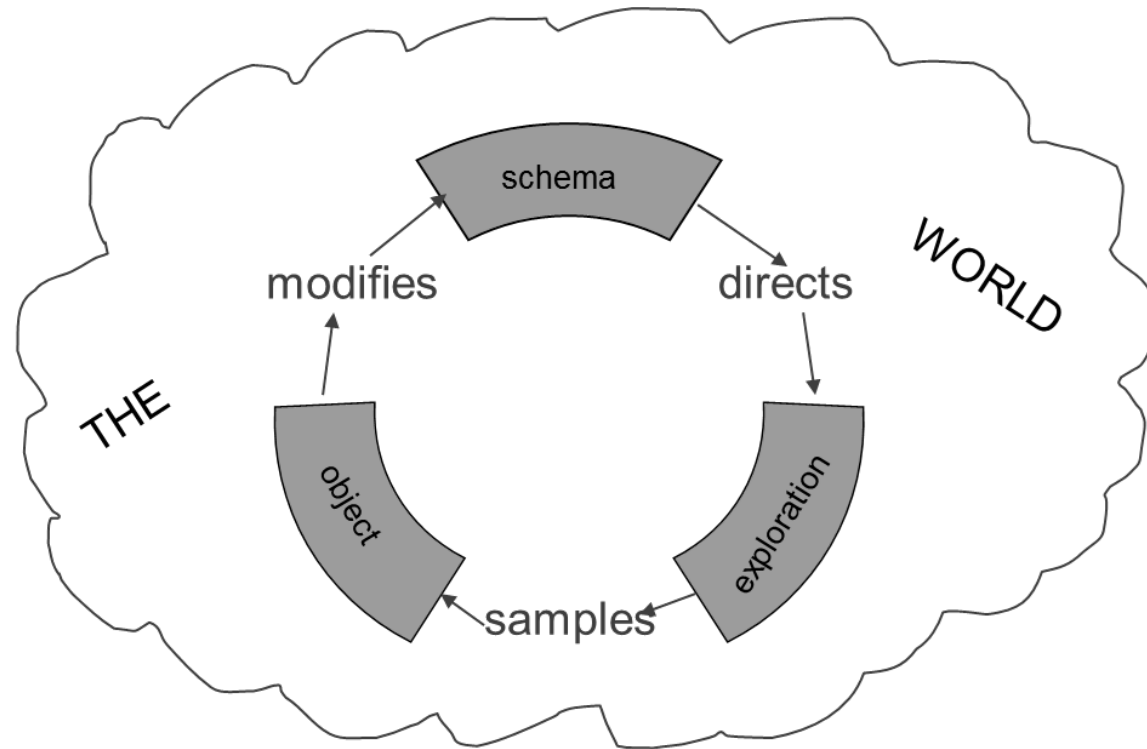 schema
WORLD
modifies
directs
THE
object
exploration
samples